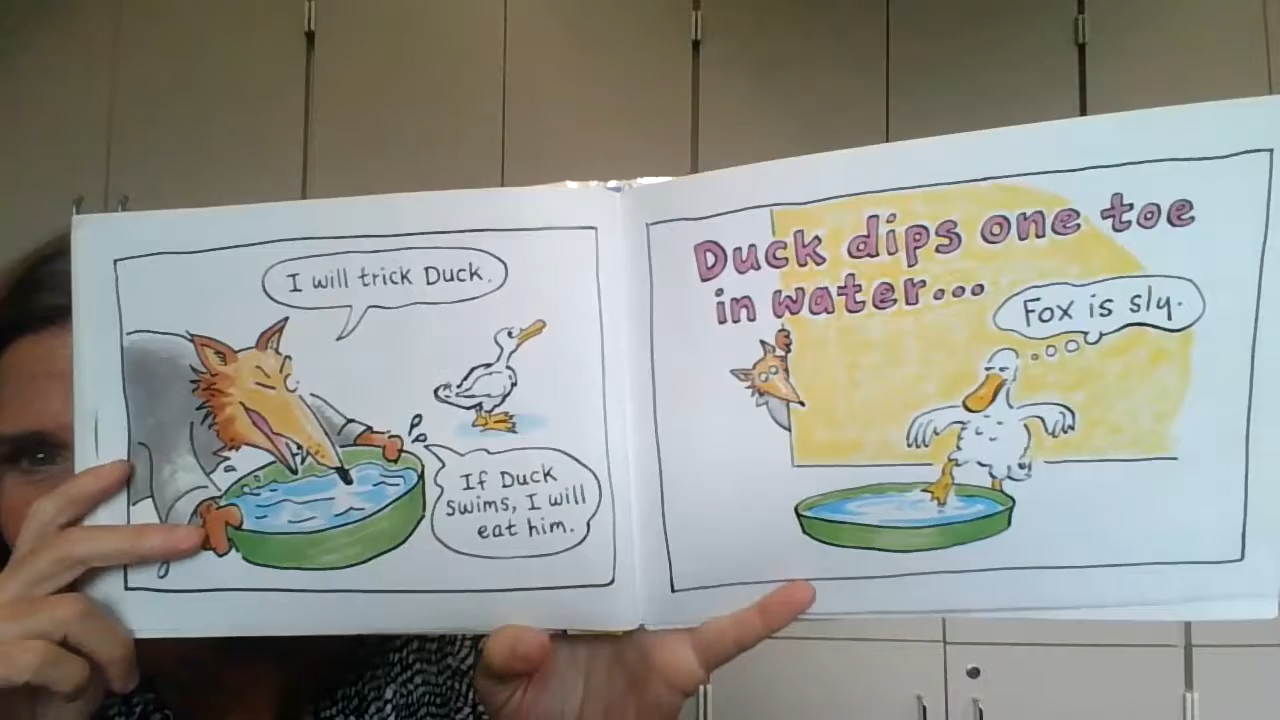 I will trick Duck.
If Duck
swims, I will
eat him.
Duck dips one toe
in water...
Fox is sly.